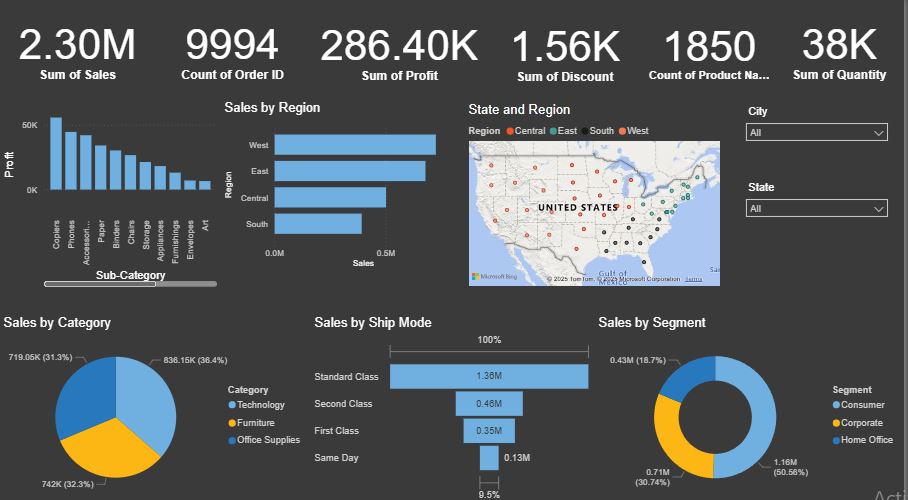 2.30M
Sum of Sales
9994
Count of Order ID
286.40K
Sum of Profit
1.56K
Sum of Discount
1850
Count of Product Na...
38K
Sum of Quantity
Profit
50K
0K
Copiers
Phones
Accessori...
Paper
Binders
Chairs
Storage
Appliances
Furnishings
Envelopes
Art
Sub-Category
Sales by Region
Region
West
East
Central
South
0.0M
0.5M
Sales
State and Region
Region Central East South West
UNITED STATES
Gulf of
Mexico
Sar
Microsoft Bing
© 2025 TomTom, © 2025 Microsoft Corporation Terms
City
All
State
All
Sales by Category
719.05K (31.3%)
836.15K (36.4%)
742K (32.3%)
Category
Technology
Furniture
Office Supplies
Sales by Ship Mode
100%
Standard Class
1.36M
Second Class
0.46M
First Class
0.35M
Same Day
0.13M
9.5%
Sales by Segment
0.43M (18.7%)
0.71M
(30.74%)
1.16M
(50.56%)
Segment
Consumer
Corporate
Home Office
Acti